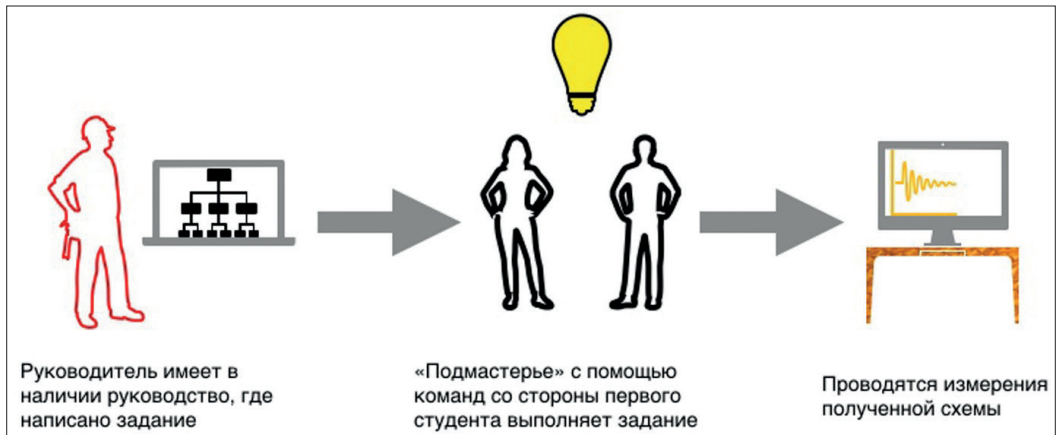 Руководитель имеет в
наличии руководство, где
написано задание
«Подмастерье» с помощью
команд со стороны первого
студента выполняет задание
Проводятся измерения
полученной схемы